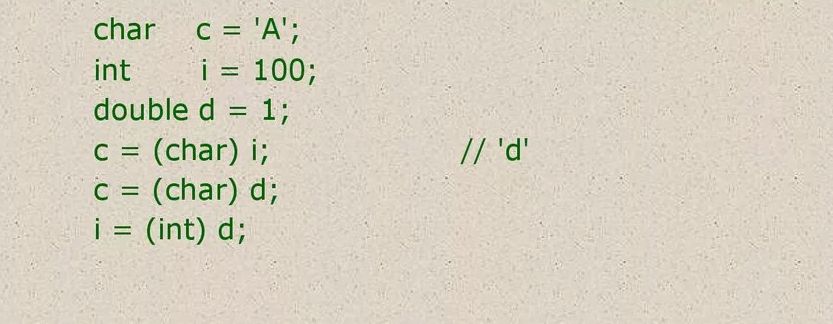 char c = 'A';
int i = 100;
double d = 1;
c = (char) i; // 'd'
c = (char) d;
i = (int) d;